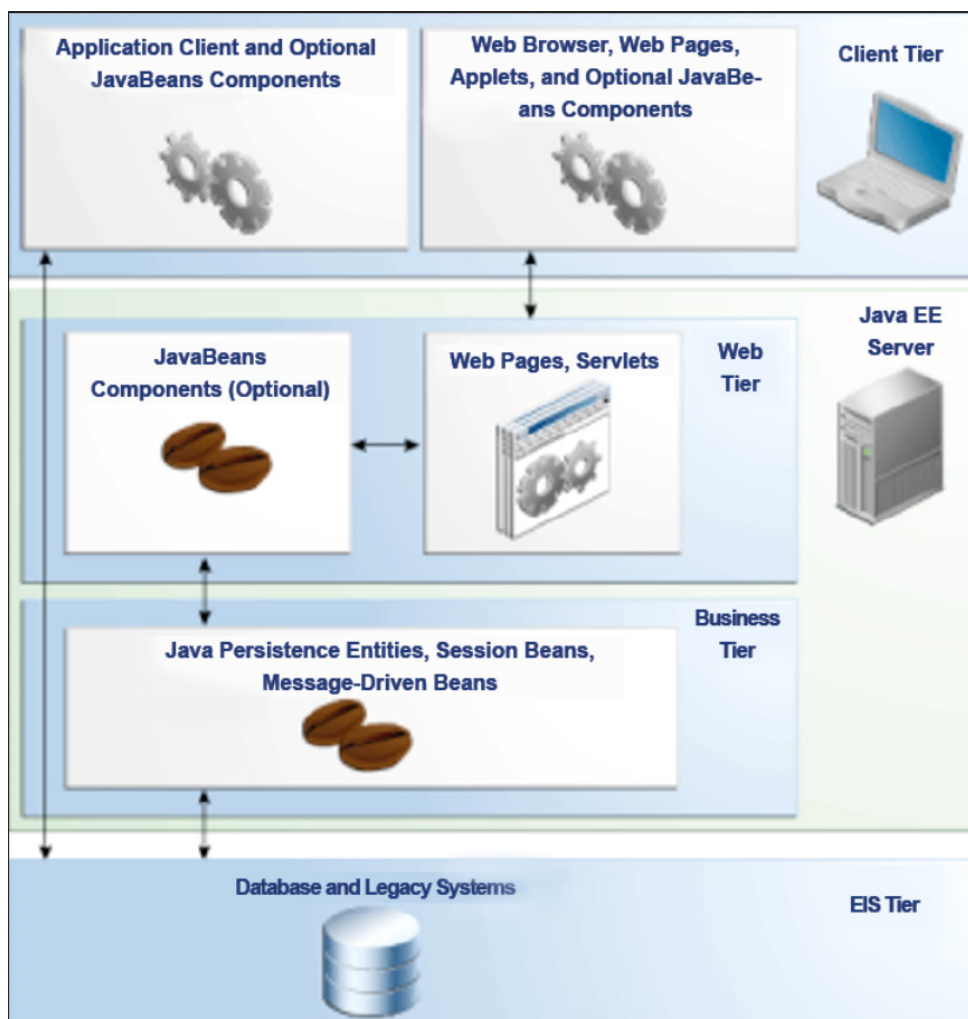 Application Client and Optional
JavaBeans Components
Web Browser, Web Pages,
Applets, and Optional JavaBe-
ans Components
Client Tier
Java EE
Server
JavaBeans
Components (Optional)
Web Pages, Servlets
Web
Tier
Business
Tier
Java Persistence Entities, Session Beans,
Message-Driven Beans
Database and Legacy Systems
EIS Tier